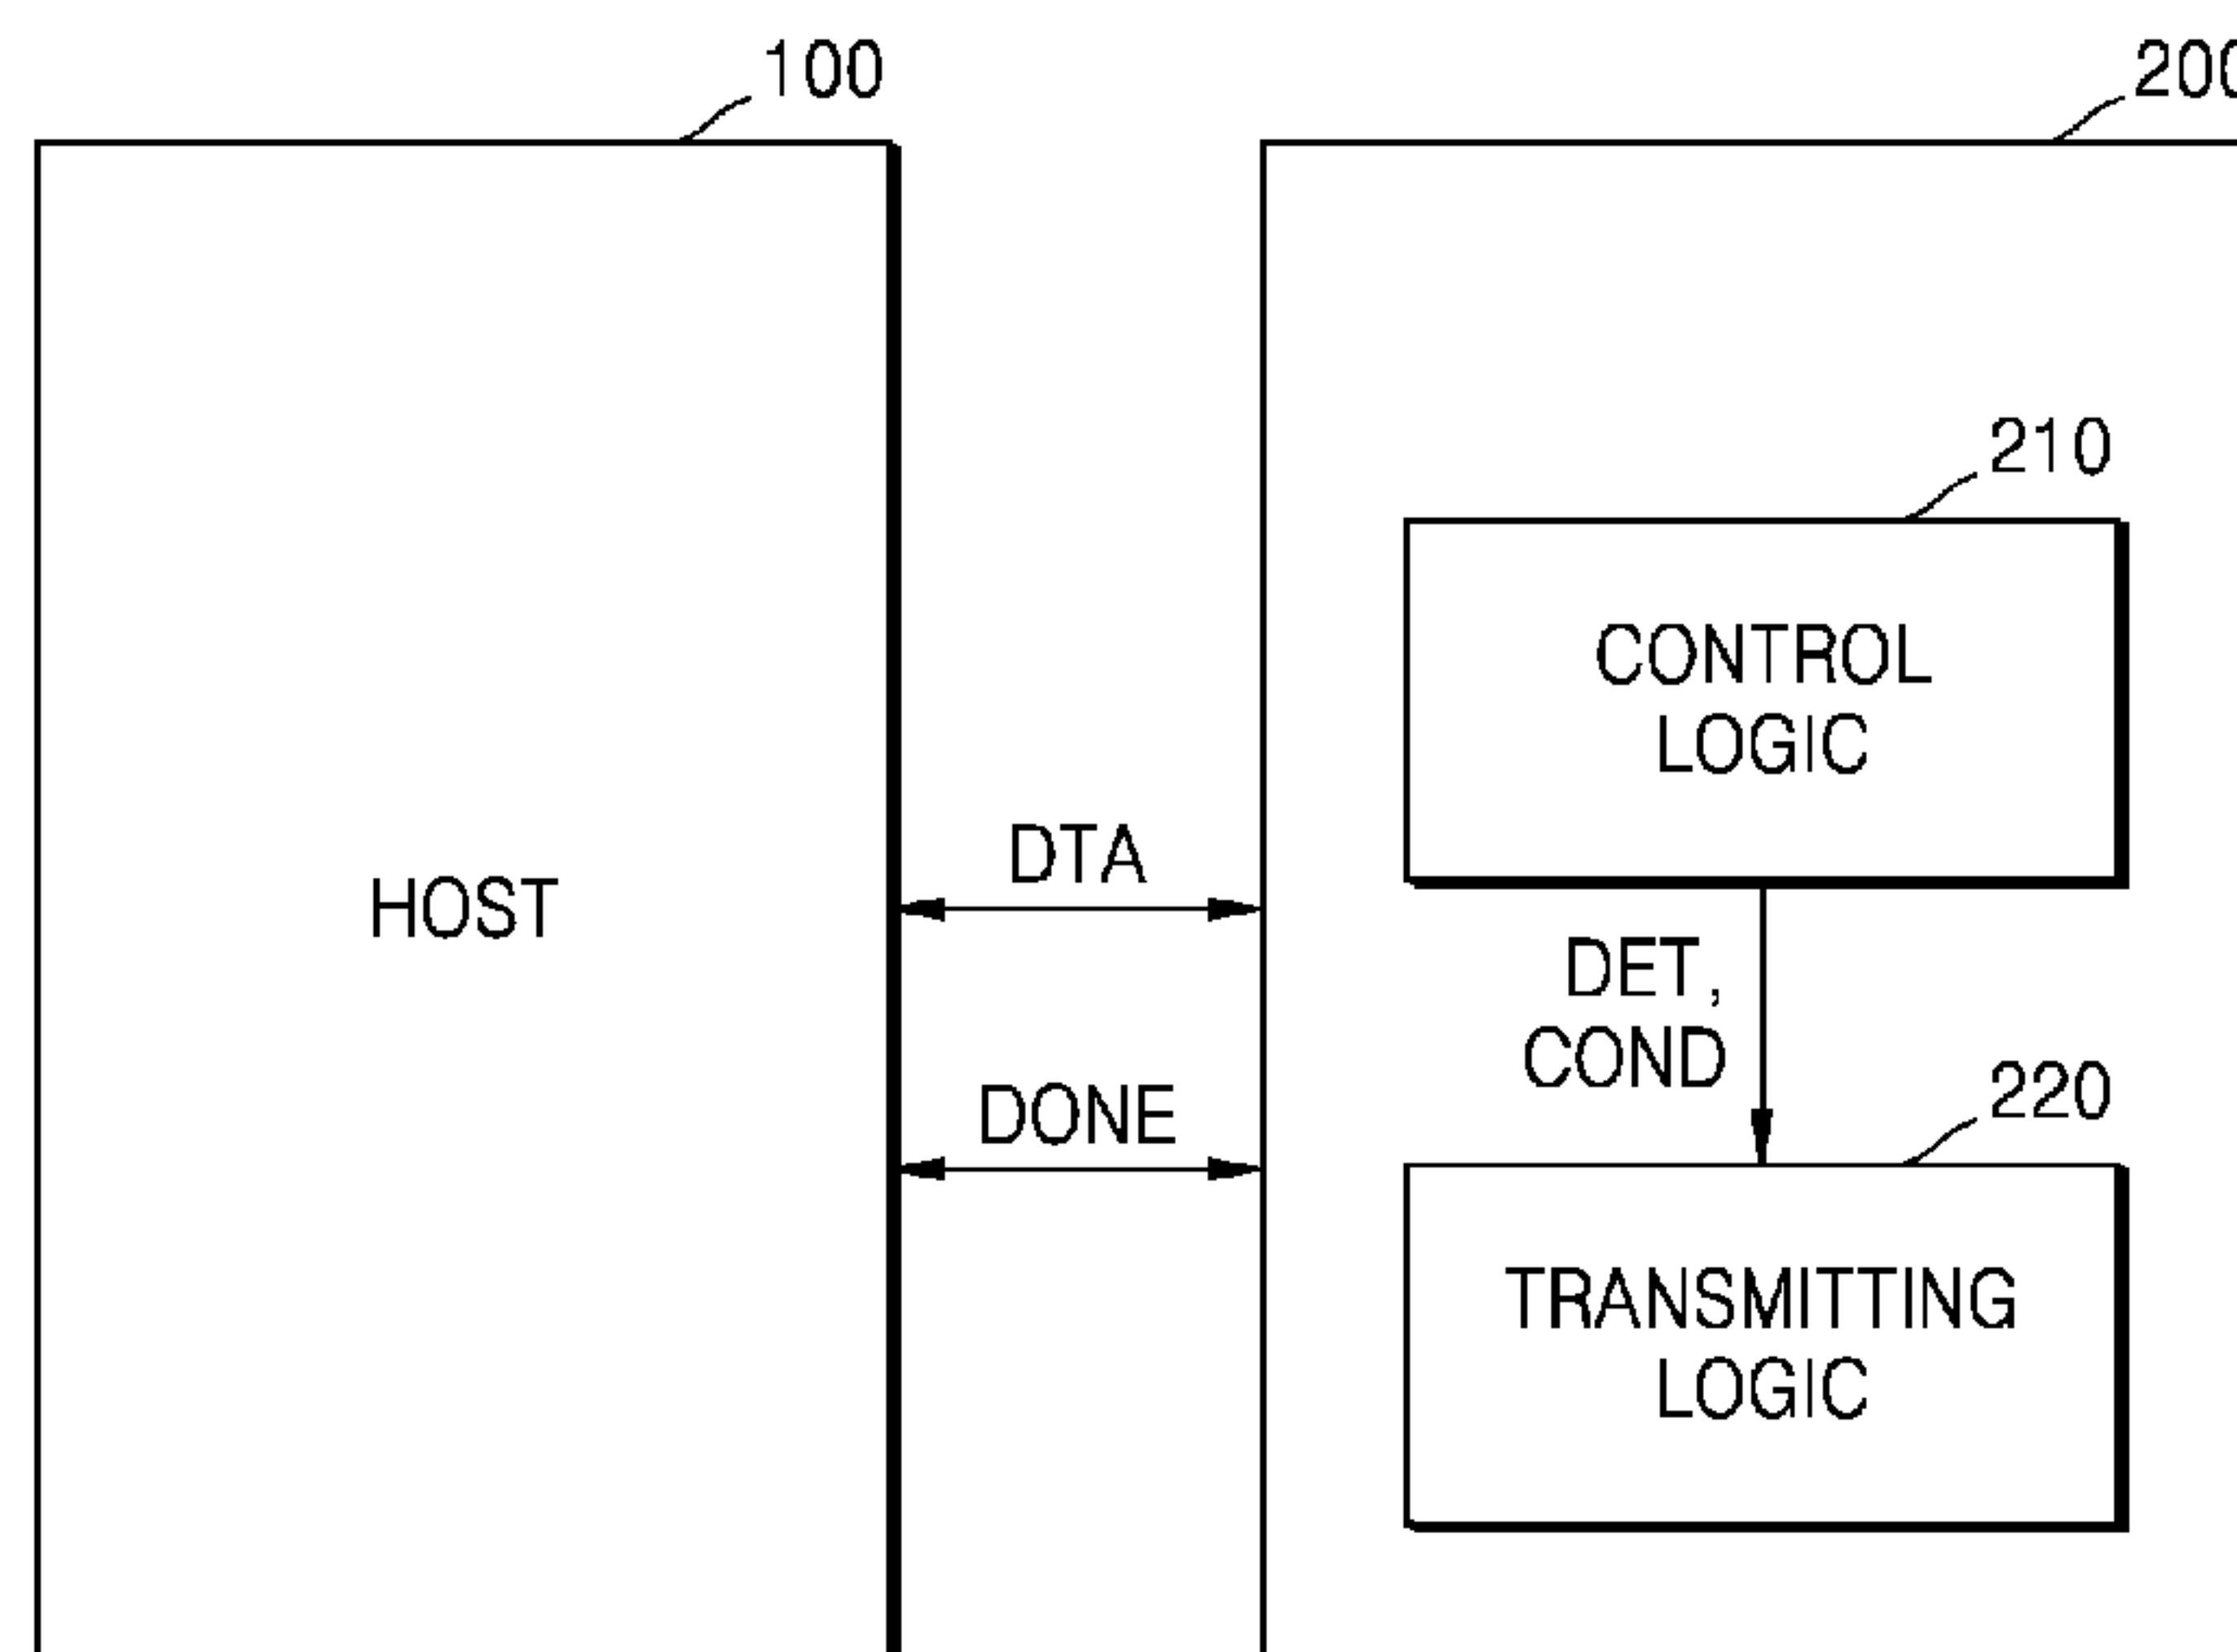 100
200
210
CONTROL
LOGIC
HOST
DTA
DET,
COND
DONE
220
TRANSMITTING
LOGIC